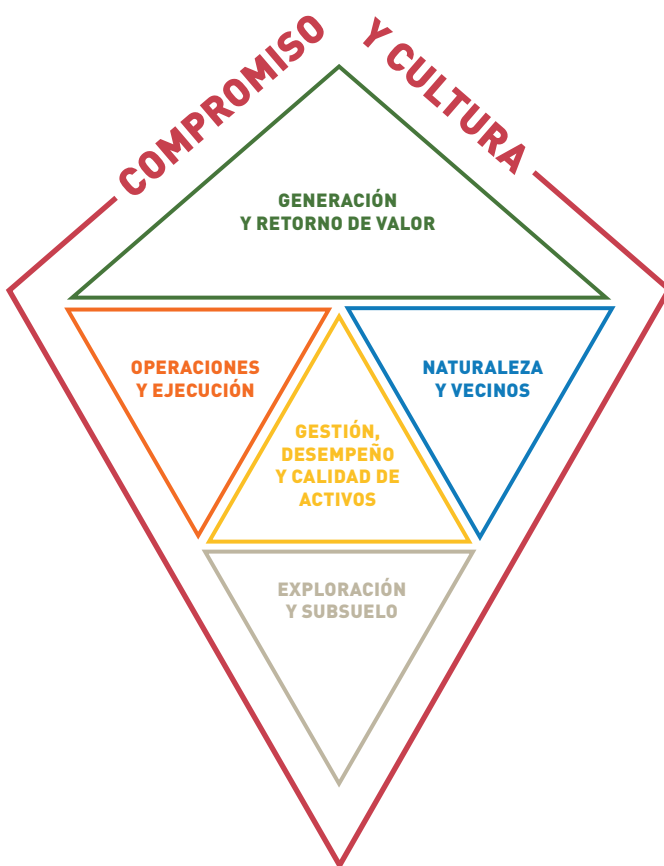 COMPROMISO Y CULTURA
GENERACIÓN
Y RETORNO DE VALOR
OPERACIONES
Y EJECUCIÓN
NATURALEZA
Y VECINOS
GESTIÓN,
DESEMPEÑO
Y CALIDAD DE
ACTIVOS
EXPLORACIÓN
Y SUBSUELO